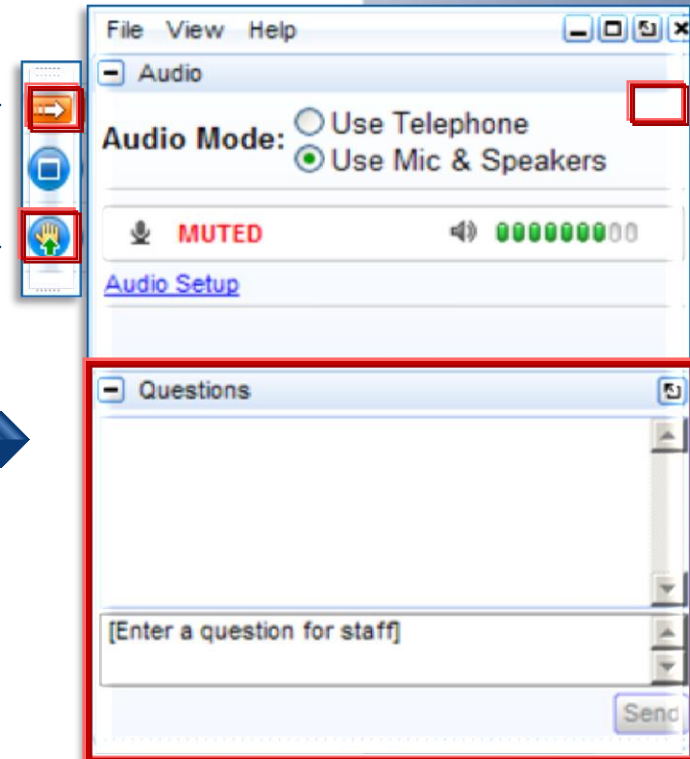 File View Help
Audio
Audio Mode:
Use Telephone
Use Mic & Speakers
MUTED
Audio Setup
Questions
[Enter a question for staff]
Send